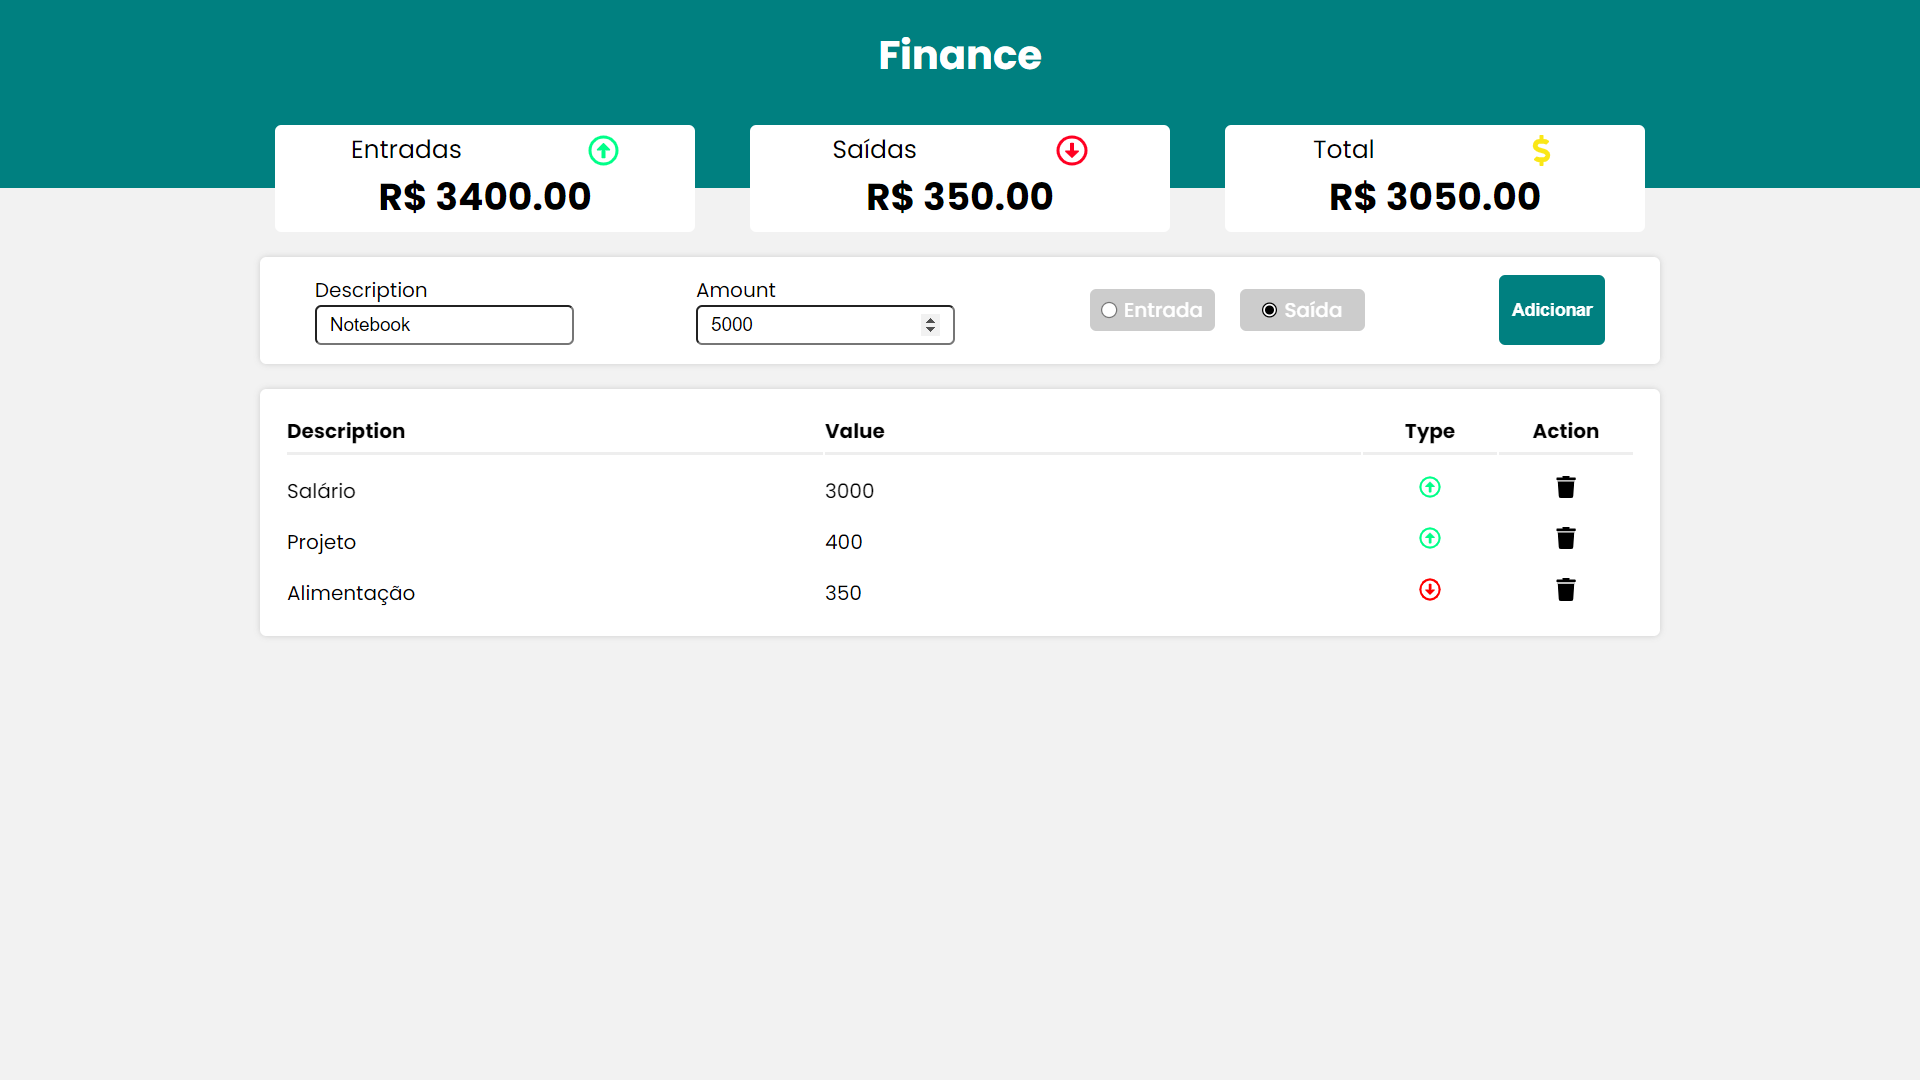 Finance
Entradas
R$ 3400.00
Saídas
R$ 350.00
Total
$
R$ 3050.00
Description
Notebook
Amount
5000
Entrada
Saída
Adicionar
Description Value Type Action
Salário 3000
Projeto 400
Alimentação 350